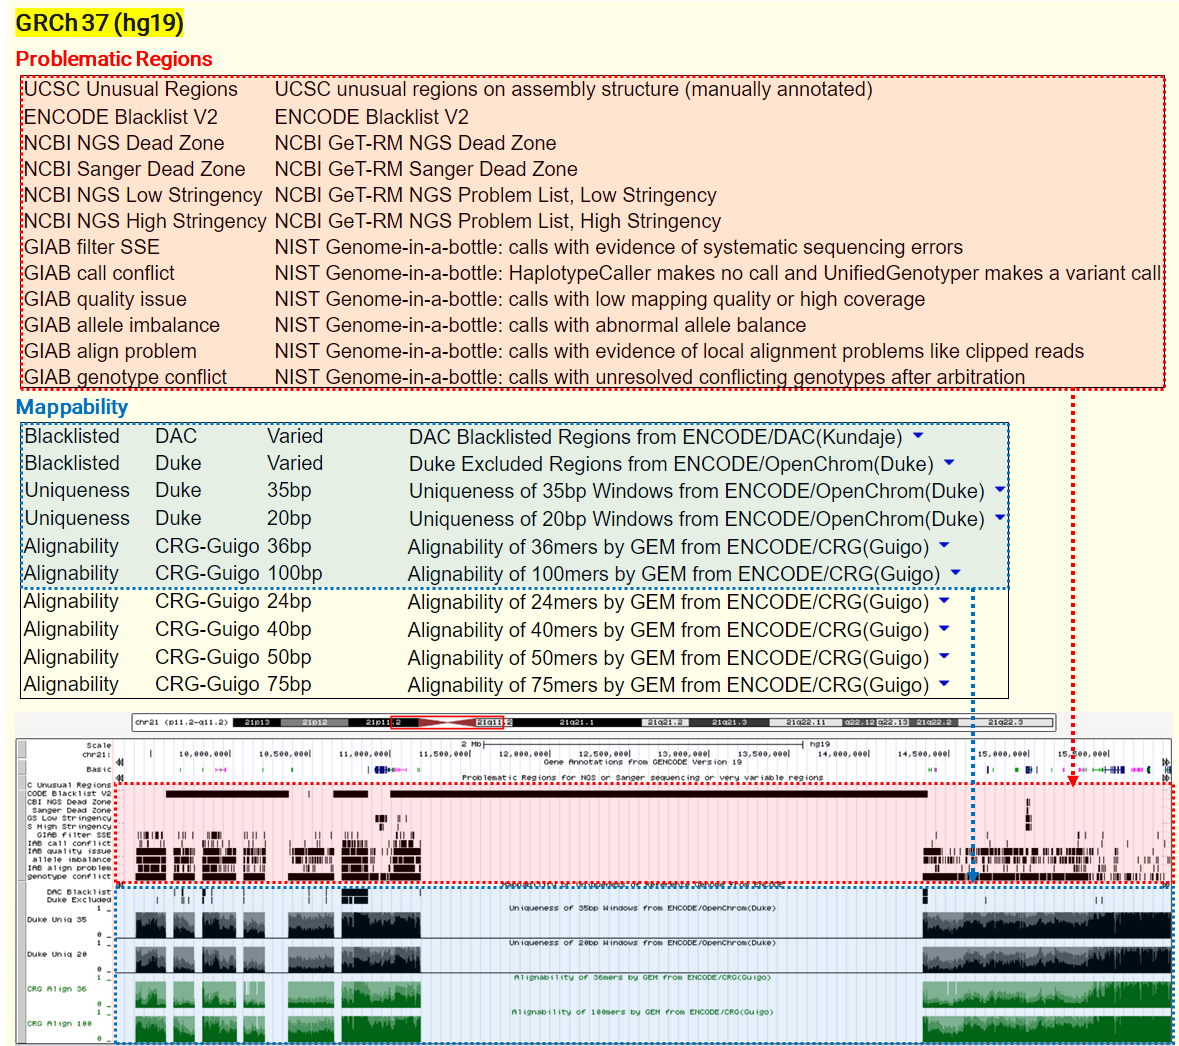 GRCh 37 (hg19)
Problematic Regions
UCSC Unusual Regions UCSC unusual regions on assembly structure (manually annotated)
ENCODE Blacklist V2 ENCODE Blacklist V2
NCBI NGS Dead Zone NCBI GeT-RM NGS Dead Zone
NCBI Sanger Dead Zone NCBI GeT-RM Sanger Dead Zone
NCBI NGS Low Stringency NCBI GeT-RM NGS Problem List, Low Stringency
NCBI NGS High Stringency NCBI GeT-RM NGS Problem List, High Stringency
GIAB filter SSE NIST Genome-in-a-bottle: calls with evidence of systematic sequencing errors
GIAB call conflict NIST Genome-in-a-bottle: HaplotypeCaller makes no call and UnifiedGenotyper makes a variant call
GIAB quality issue NIST Genome-in-a-bottle: calls with low mapping quality or high coverage
GIAB allele imbalance NIST Genome-in-a-bottle: calls with abnormal allele balance
GIAB align problem NIST Genome-in-a-bottle: calls with evidence of local alignment problems like clipped reads
GIAB genotype conflict NIST Genome-in-a-bottle: calls with unresolved conflicting genotypes after arbitration
Mappability
Blacklisted DAC Varied DAC Blacklisted Regions from ENCODE/DAC(Kundaje)
Blacklisted Duke Varied Duke Excluded Regions from ENCODE/OpenChrom(Duke)
Uniqueness Duke 35bp Uniqueness of 35bp Windows from ENCODE/OpenChrom(Duke)
Uniqueness Duke 20bp Uniqueness of 20bp Windows from ENCODE/OpenChrom(Duke)
Alignability CRG-Guigo 36bp Alignability of 36mers by GEM from ENCODE/CRG(Guigo)
Alignability CRG-Guigo 100bp Alignability of 100mers by GEM from ENCODE/CRG(Guigo)
Alignability CRG-Guigo 24bp Alignability of 24mers by GEM from ENCODE/CRG(Guigo)
Alignability CRG-Guigo 40bp Alignability of 40mers by GEM from ENCODE/CRG(Guigo)
Alignability CRG-Guigo 50bp Alignability of 50mers by GEM from ENCODE/CRG(Guigo)
Alignability CRG-Guigo 75bp Alignability of 75mers by GEM from ENCODE/CRG(Guigo)
chr21 (p11.2-q11.2) 21p13 21p12 21p11.2 21q11.2 21q21.1 21q21.2 21q21.3 21q22.11 q22.12 q22.13 21q22.2 21q22.3
Scale 2 Mb hg19
chr21: 10,000,000 10,500,000 11,000,000 11,500,000 12,000,000 12,500,000 13,000,000 13,500,000 14,000,000 14,500,000 15,000,000 15,500,000
Gene Annotations from GENCODE Version 19
Basic
Problematic Regions for NGS or Sanger sequencing or very variable regions
C Unusual Regions
CODE Blacklist V2
CBI NGS Dead Zone
Sanger Dead Zone
GS Low Stringency
S High Stringency
GIAB filter SSE
IAB call conflict
IAB quality issue
allele imbalance
IAB align problem
genotype conflict
Mappability or Uniqueness of Reference Genome from ENCODE
DAC Blacklist
Duke Excluded
Uniqueness of 35bp Windows from ENCODE/OpenChrom(Duke)
1
Duke Uniq 35
0
Uniqueness of 20bp Windows from ENCODE/OpenChrom(Duke)
1
Duke Uniq 20
0
Alignability of 36mers by GEM from ENCODE/CRG(Guigo)
1
CRG Align 36
0
Alignability of 100mers by GEM from ENCODE/CRG(Guigo)
1
CRG Align 100
0